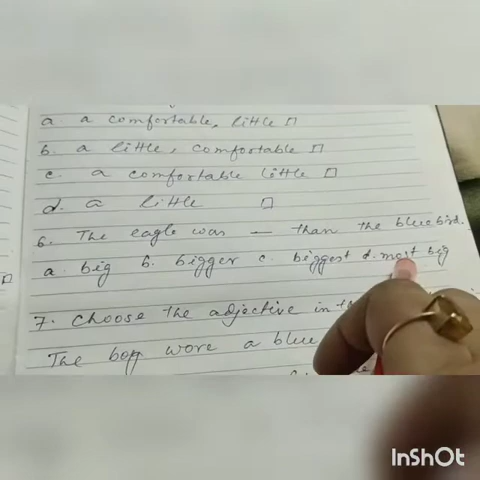 a. a comfortable, little □
b. a little, comfortable □
c. a comfortable little □
d. a little □
6. The eagle was — than the bluebird.
a. big b. bigger c. biggest d. most big
7. Choose the adjective in
The boy wore a blue
InShOt